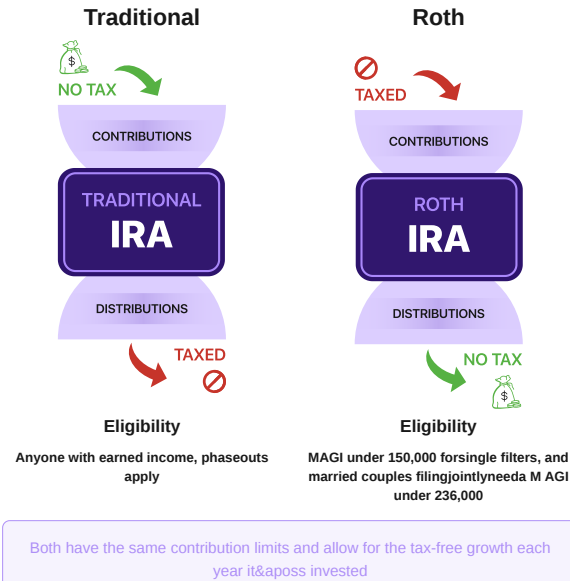 Traditional
Roth
$
NO TAX
TAXED
CONTRIBUTIONS
CONTRIBUTIONS
TRADITIONAL
IRA
ROTH
IRA
DISTRIBUTIONS
DISTRIBUTIONS
TAXED
NO TAX
$
Eligibility
Anyone with earned income, phaseouts
apply
Eligibility
MAGI under 150,000 forsingle filters, and
married couples filingjointlyneeda M AGI
under 236,000
Both have the same contribution limits and allow for the tax-free growth each
year it&aposs invested